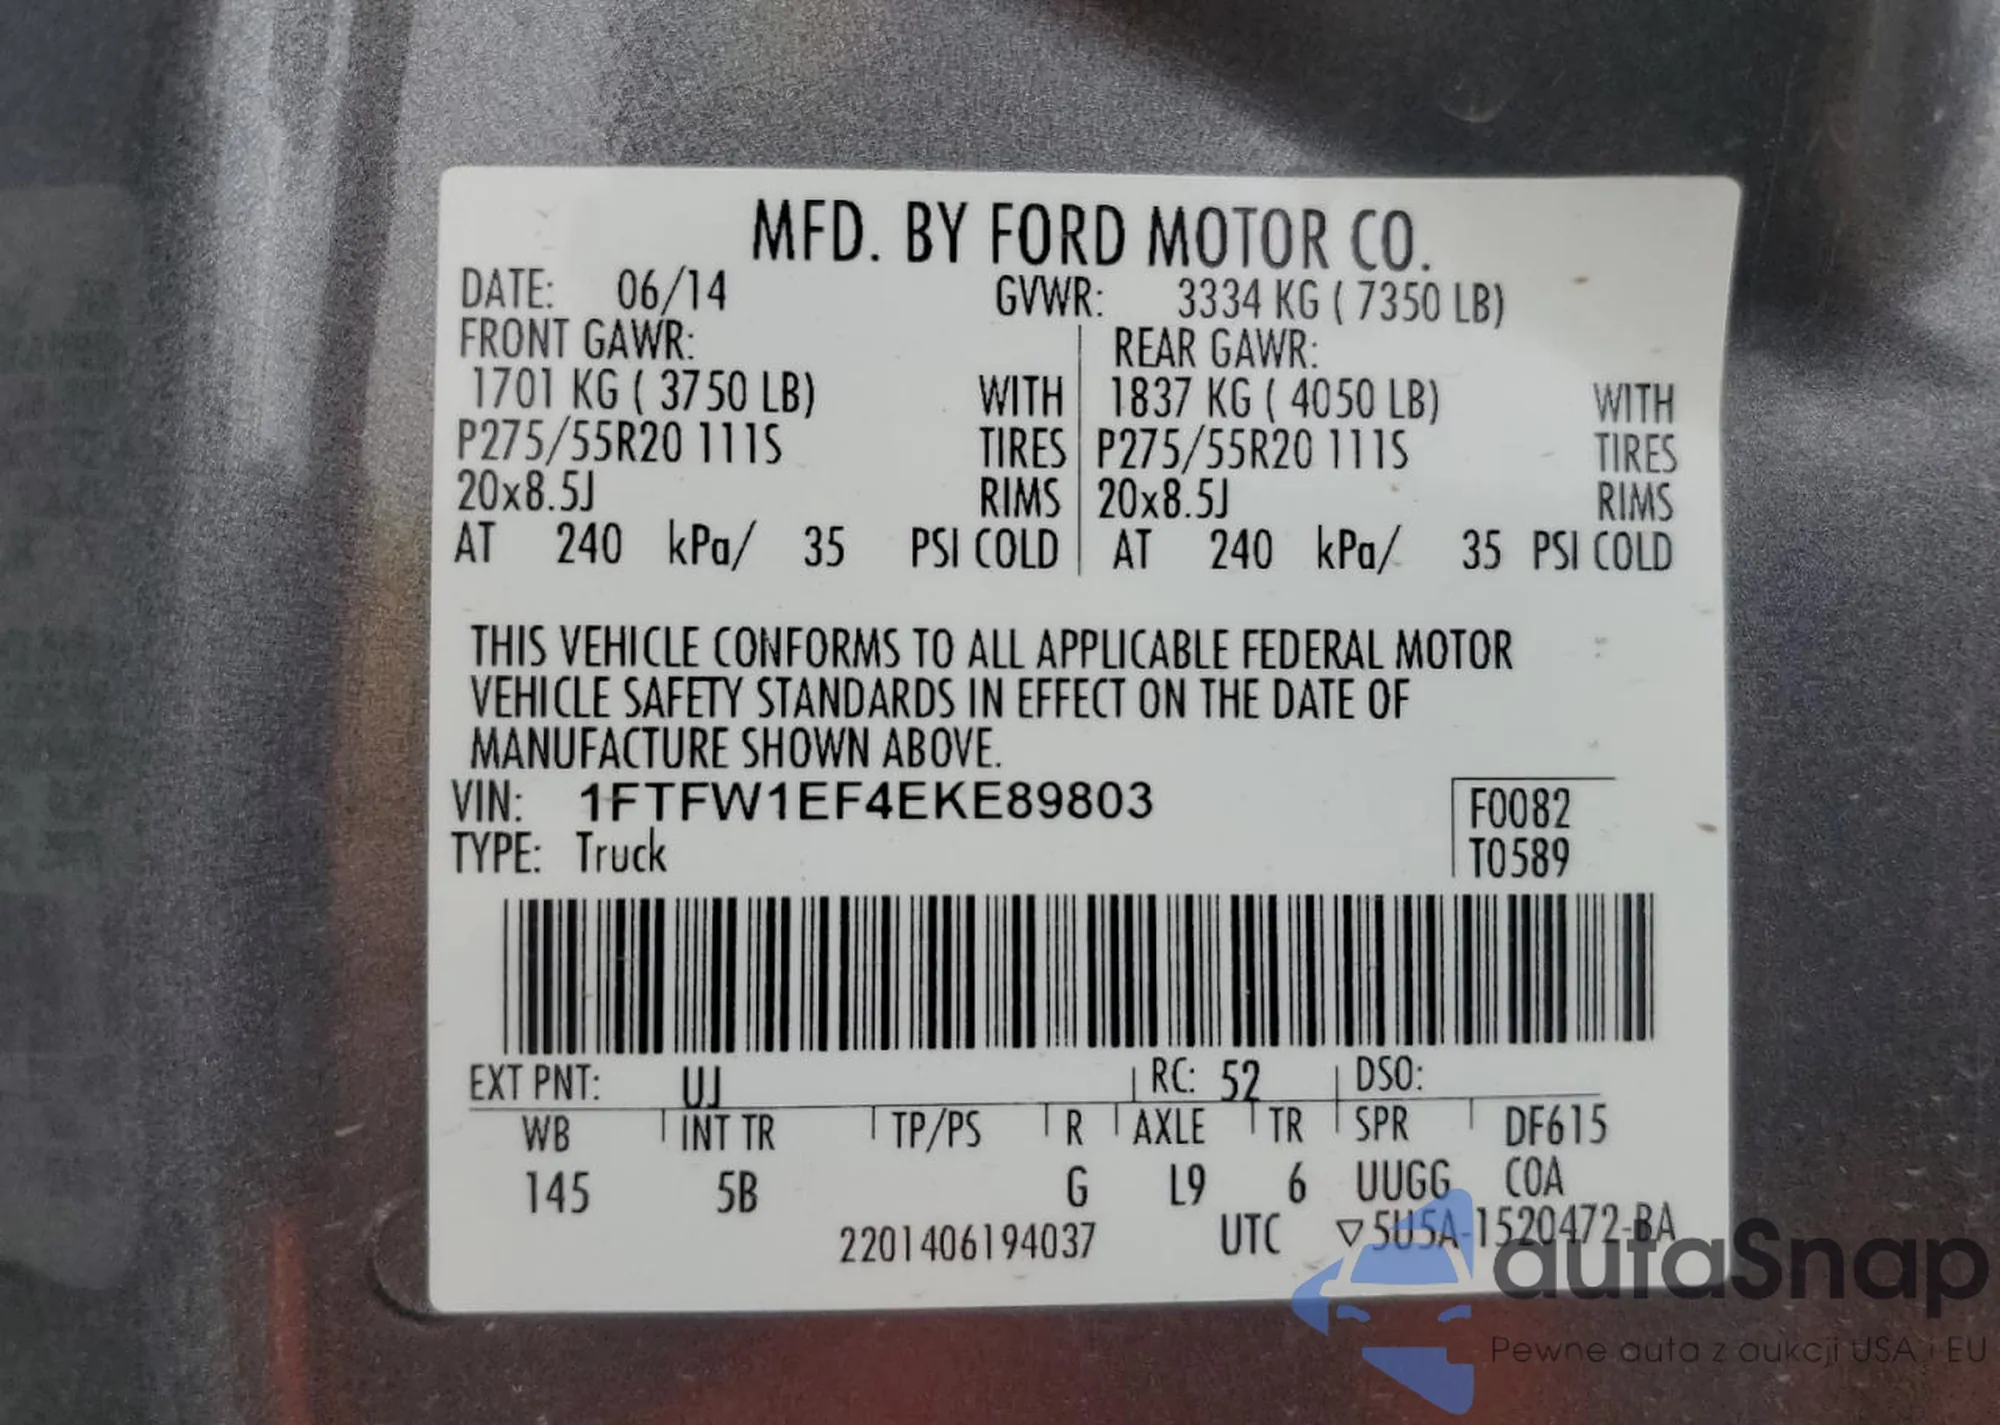 MFD. BY FORD MOTOR CO.
DATE: 06/14 GVWR: 3334 KG ( 7350 LB)
FRONT GAWR: REAR GAWR:
1701 KG ( 3750 LB) WITH 1837 KG ( 4050 LB) WITH
P275/55R20 111S TIRES P275/55R20 111S TIRES
20x8.5J RIMS 20x8.5J RIMS
AT 240 kPa/ 35 PSI COLD AT 240 kPa/ 35 PSI COLD
THIS VEHICLE CONFORMS TO ALL APPLICABLE FEDERAL MOTOR
VEHICLE SAFETY STANDARDS IN EFFECT ON THE DATE OF
MANUFACTURE SHOWN ABOVE.
VIN: 1FTFW1EF4EKE89803 F0082
TYPE: Truck T0589
EXT PNT: UJ RC: 52 DSO:
WB INT TR TP/PS R AXLE TR SPR DF615
145 5B G L9 6 UUGG COA
2201406194037 UTC ▽5U5A-1520472-BA
autaSnap
Pewne auta z aukcji USA i EU